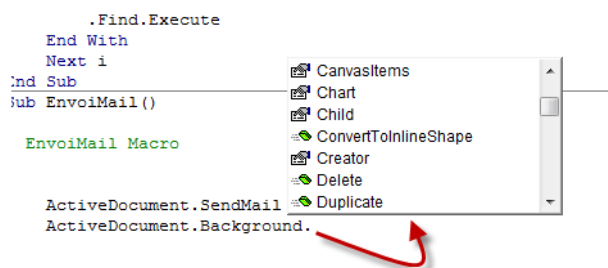 .Find.Execute
End With
Next i
End Sub
Sub EnvoiMail()
EnvoiMail Macro
ActiveDocument.SendMail
ActiveDocument.Background.
CanvasItems
Chart
Child
ConvertToInlineShape
Creator
Delete
Duplicate